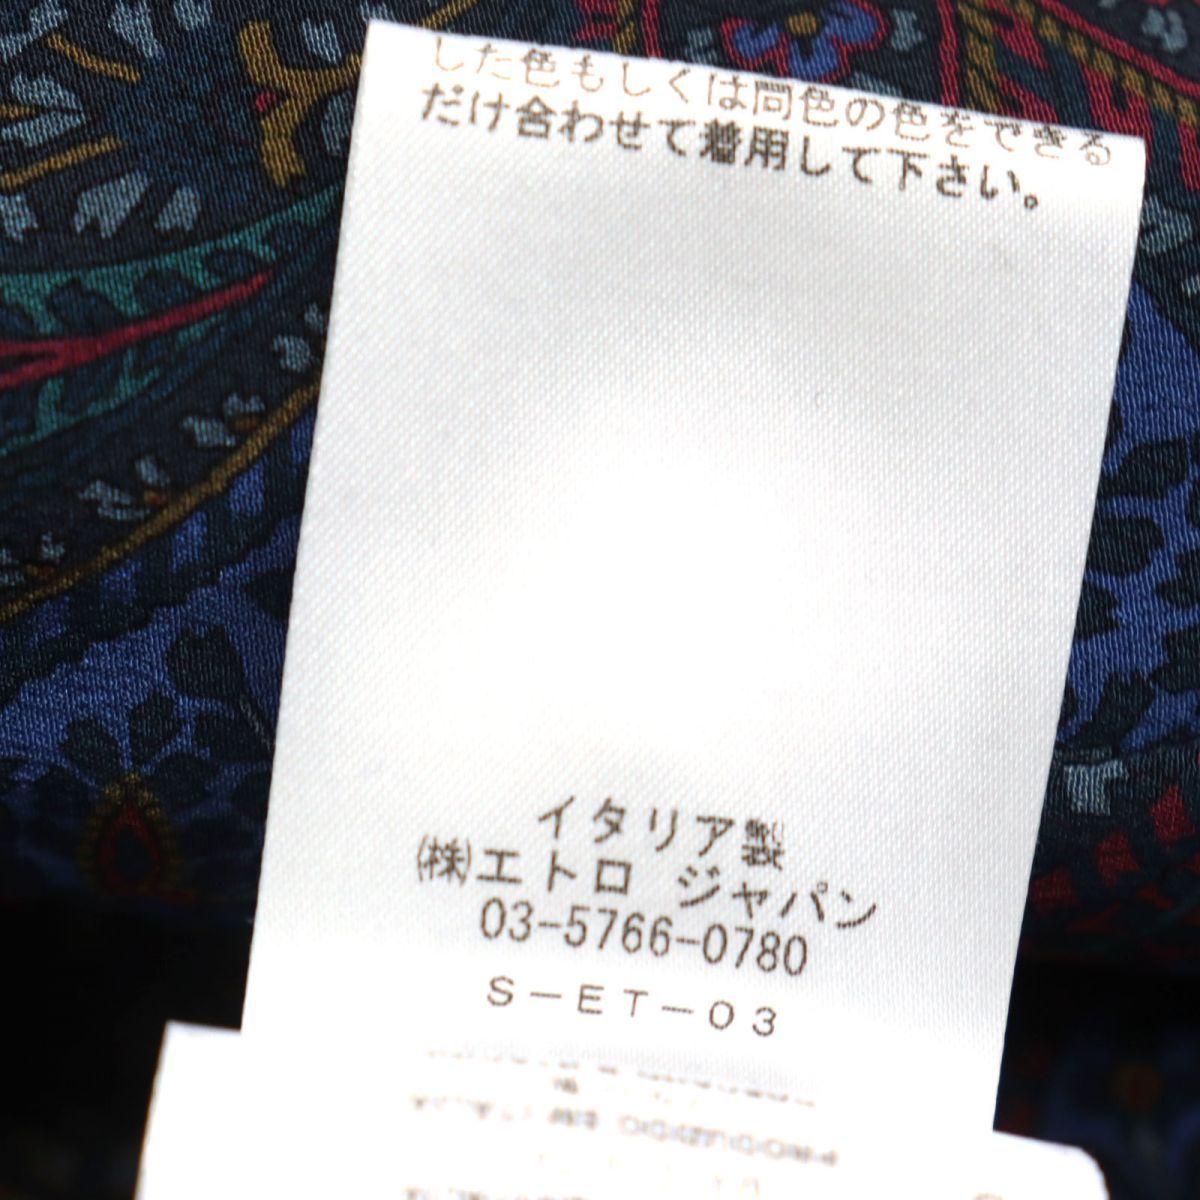 した色もしくは同色の色をできる
だけ合わせて着用して下さい。
イタリア製
㈱エトロ ジャパン
03-5766-0780
S-ET-03